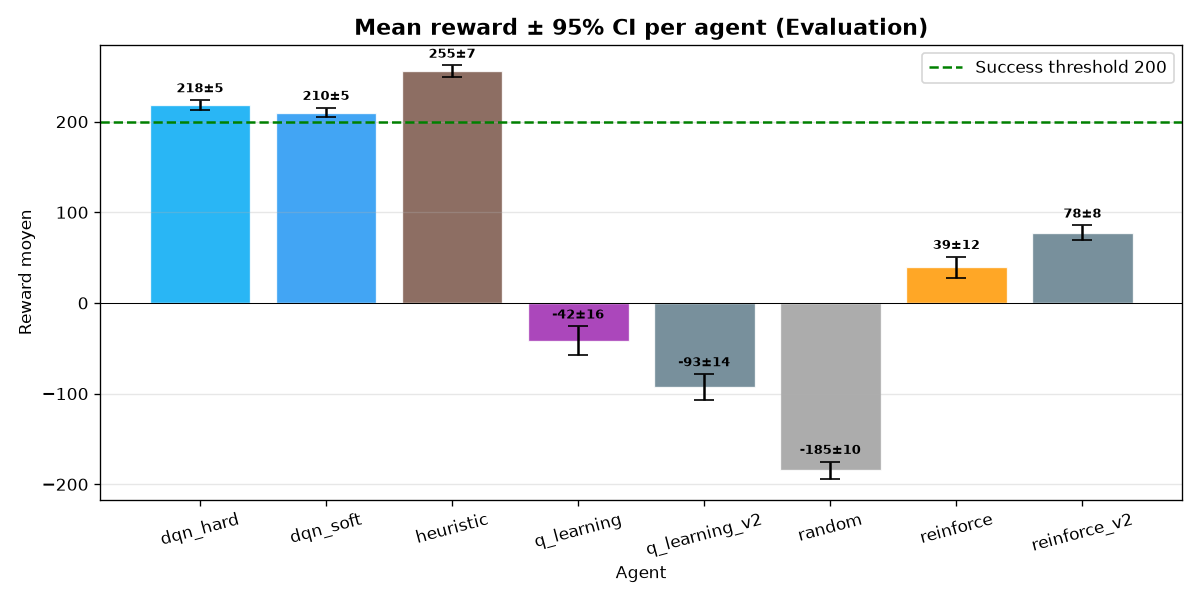 Mean reward ± 95% CI per agent (Evaluation)
Success threshold 200
255±7
218±5
210±5
-42±16
-93±14
-185±10
39±12
78±8
Reward moyen
200
100
0
−100
−200
dqn_hard
dqn_soft
heuristic
q_learning
q_learning_v2
random
reinforce
reinforce_v2
Agent